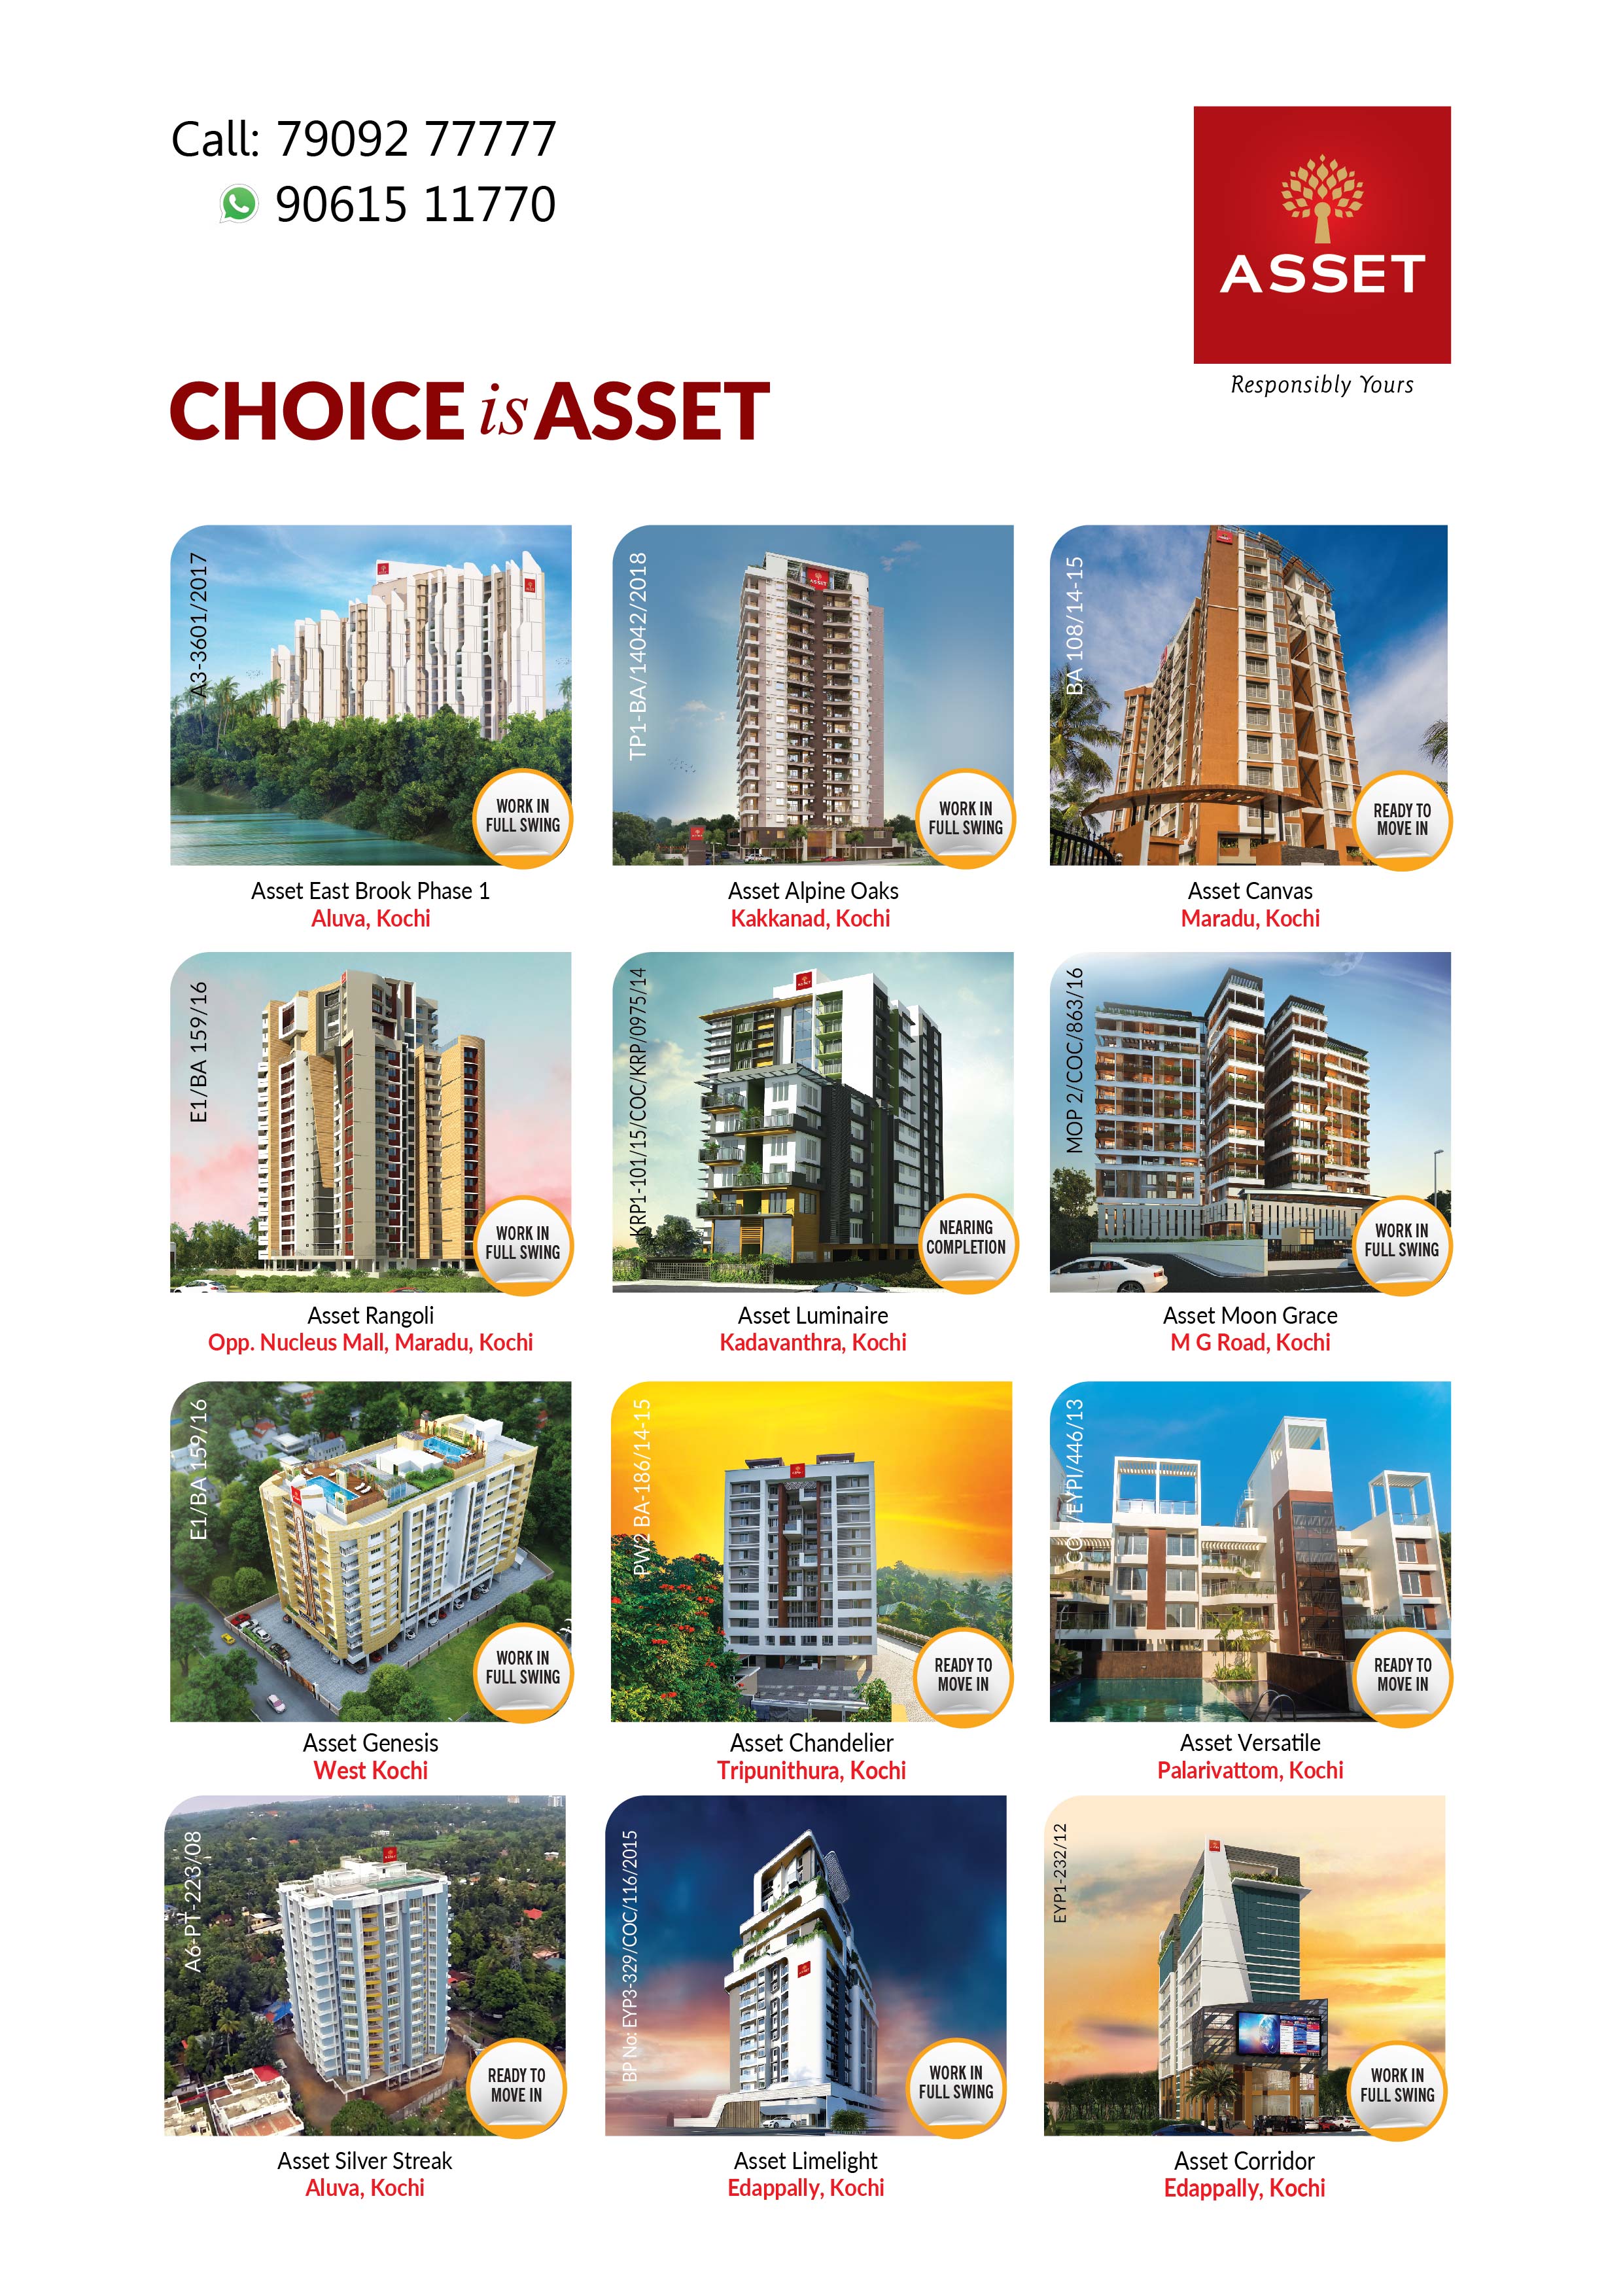 Call: 79092 77777
90615 11770
ASSET
Responsibly Yours
CHOICE is ASSET
A3-3601/2017
WORK IN
FULL SWING
Asset East Brook Phase 1
Aluva, Kochi
TP1-BA/14042/2018
ASSET
WORK IN
FULL SWING
Asset Alpine Oaks
Kakkanad, Kochi
BA 108/14-15
READY TO
MOVE IN
Asset Canvas
Maradu, Kochi
E1/BA 159/16
WORK IN
FULL SWING
Asset Rangoli
Opp. Nucleus Mall, Maradu, Kochi
KRP1-101/15/COC/KRP/0975/14
ASSET
NEARING
COMPLETION
Asset Luminaire
Kadavanthra, Kochi
MOP 2/COC/863/16
WORK IN
FULL SWING
Asset Moon Grace
M G Road, Kochi
E1/BA 159/16
WORK IN
FULL SWING
Asset Genesis
West Kochi
PW2 BA-186/14-15
READY TO
MOVE IN
Asset Chandelier
Tripunithura, Kochi
/EYPI/446/13
READY TO
MOVE IN
Asset Versatile
Palarivattom, Kochi
A6-PT-223/08
ASSET
READY TO
MOVE IN
Asset Silver Streak
Aluva, Kochi
BP No: EYP3-329/COC/116/2015
WORK IN
FULL SWING
Asset Limelight
Edappally, Kochi
EYP1-232/12
WORK IN
FULL SWING
Asset Corridor
Edappally, Kochi